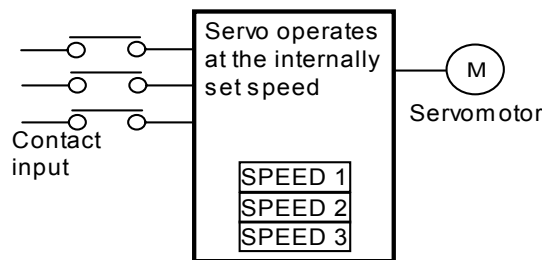 Servo operates
at the internally
set speed
M
Servomotor
Contact
input
SPEED 1
SPEED 2
SPEED 3